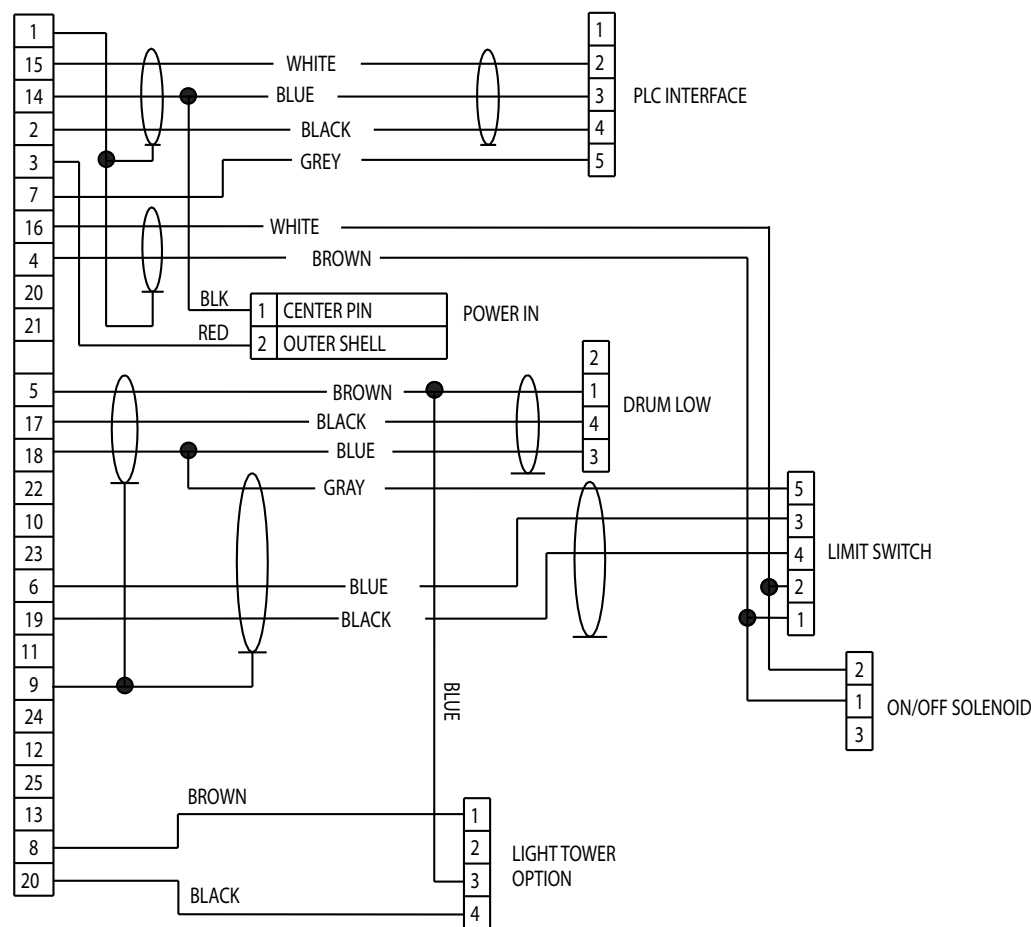 1
15
14
2
3
7
16
4
20
21
5
17
18
22
10
23
6
19
11
9
24
12
25
13
8
20
WHITE
BLUE
BLACK
GREY
1
2
3
4
5
PLC INTERFACE
WHITE
BROWN
BLK
RED
1 CENTER PIN
2 OUTER SHELL
POWER IN
BROWN
BLACK
BLUE
2
1
4
3
DRUM LOW
GRAY
BLUE
BLACK
5
3
4
2
1
LIMIT SWITCH
2
1
3
ON/OFF SOLENOID
BLUE
BROWN
BLACK
1
2
3
4
LIGHT TOWER
OPTION